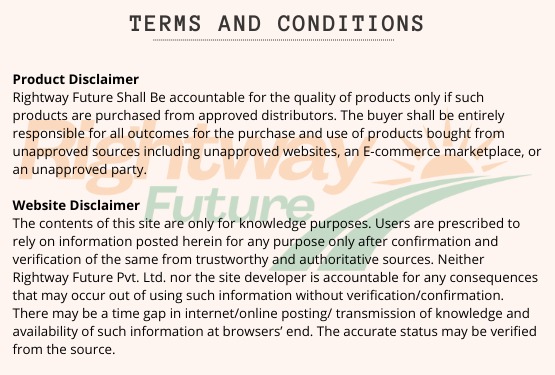 TERMS AND CONDITIONS
Product Disclaimer
Rightway Future Shall Be accountable for the quality of products only if such
products are purchased from approved distributors. The buyer shall be entirely
responsible for all outcomes for the purchase and use of products bought from
unapproved sources including unapproved websites, an E-commerce marketplace, or
an unapproved party.
Website Disclaimer
The contents of this site are only for knowledge purposes. Users are prescribed to
rely on information posted herein for any purpose only after confirmation and
verification of the same from trustworthy and authoritative sources. Neither
Rightway Future Pvt. Ltd. nor the site developer is accountable for any consequences
that may occur out of using such information without verification/confirmation.
There may be a time gap in internet/online posting/ transmission of knowledge and
availability of such information at browsers’ end. The accurate status may be verified
from the source.
Rightway
Future